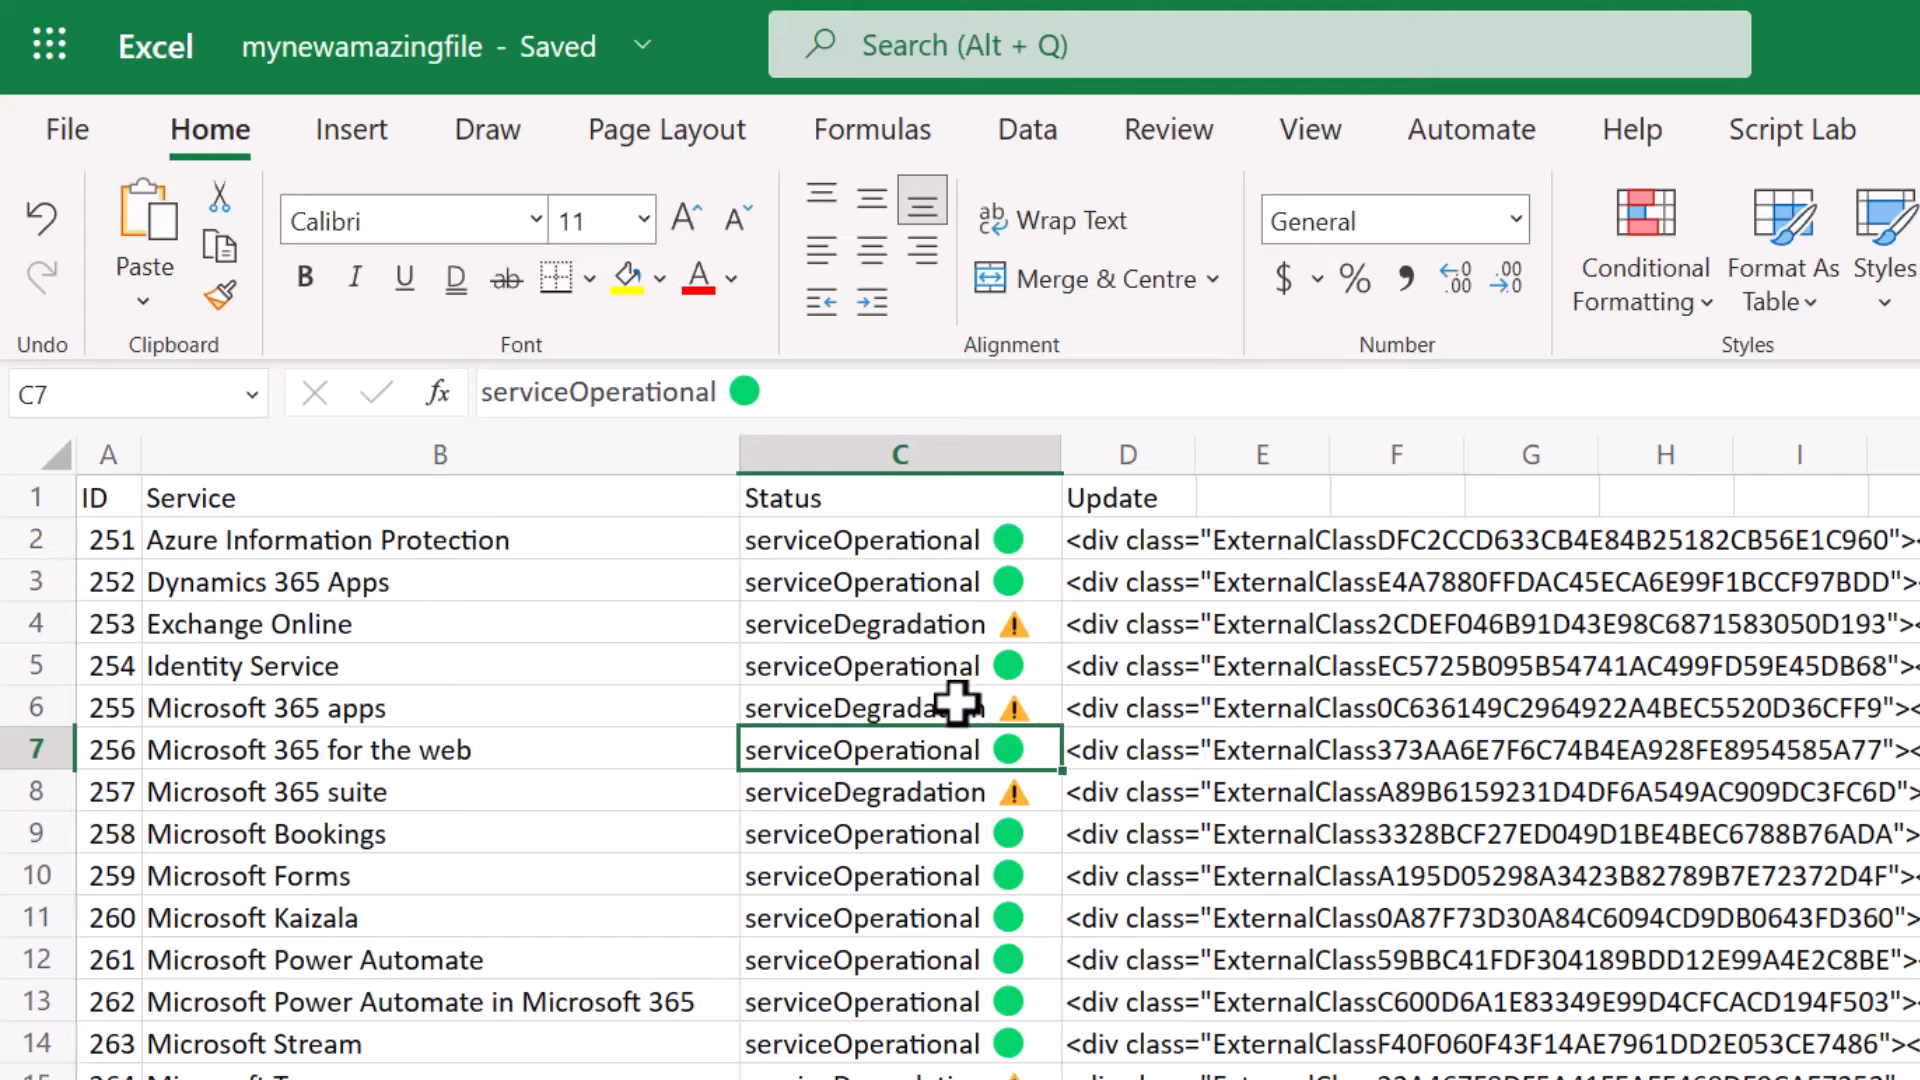 Excel mynewamazingfile - Saved Search (Alt + Q)
File Home Insert Draw Page Layout Formulas Data Review View Automate Help Script Lab
Paste Calibri 11 A A ab c Wrap Text General
B I U D ab A Merge & Centre $ % 9 0 .00 .00 0 Conditional Formatting Format As Table Styles
Undo Clipboard Font Alignment Number Styles
C7 fx serviceOperational
A B C D E F G H I
1 ID Service Status Update
2 251 Azure Information Protection serviceOperational <div class="ExternalClassDFC2CCD633CB4E84B25182CB56E1C960"><
3 252 Dynamics 365 Apps serviceOperational <div class="ExternalClassE4A7880FFDAC45ECA6E99F1BCCF97BDD"><
4 253 Exchange Online serviceDegradation <div class="ExternalClass2CDEF046B91D43E98C6871583050D193"><
5 254 Identity Service serviceOperational <div class="ExternalClassEC5725B095B54741AC499FD59E45DB68"><
6 255 Microsoft 365 apps <div class="ExternalClass0C636149C2964922A4BEC5520D36CFF9"><
7 256 Microsoft 365 for the web serviceOperational <div class="ExternalClass373AA6E7F6C74B4EA928FE8954585A77"><
8 257 Microsoft 365 suite serviceDegradation <div class="ExternalClassA89B6159231D4DF6A549AC909DC3FC6D">
9 258 Microsoft Bookings serviceOperational <div class="ExternalClass3328BCF27ED049D1BE4BEC6788B76ADA">
10 259 Microsoft Forms serviceOperational <div class="ExternalClassA195D05298A3423B82789B7E72372D4F"><
11 260 Microsoft Kaizala serviceOperational <div class="ExternalClass0A87F73D30A84C6094CD9DB0643FD360"><
12 261 Microsoft Power Automate serviceOperational <div class="ExternalClass59BBC41FDF304189BDD12E99A4E2C8BE"><
13 262 Microsoft Power Automate in Microsoft 365 serviceOperational <div class="ExternalClassC600D6A1E83349E99D4CFCACD194F503"><
14 263 Microsoft Stream serviceOperational <div class="ExternalClassF40F060F43F14AE7961DD2E053CE7486"><